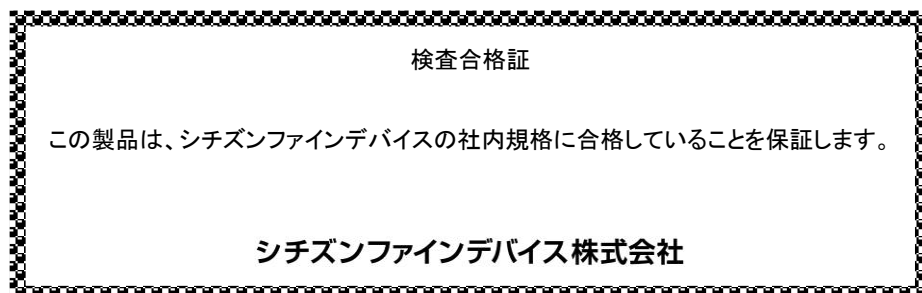 検査合格証
この製品は、シチズンファインデバイスの社内規格に合格していることを保証します。
シチズンファインデバイス株式会社